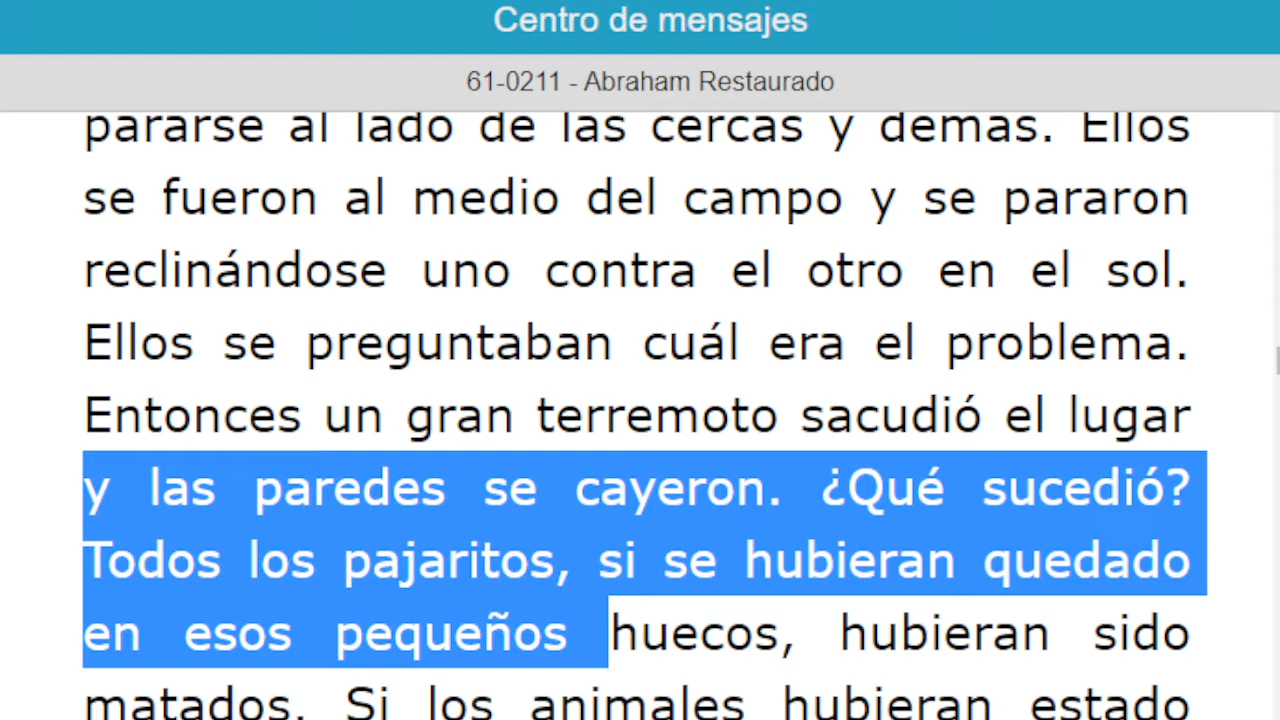 Centro de mensajes
61-0211 - Abraham Restaurado
pararse al lado de las cercas y demás. Ellos
se fueron al medio del campo y se pararon
reclinándose uno contra el otro en el sol.
Ellos se preguntaban cuál era el problema.
Entonces un gran terremoto sacudió el lugar
y las paredes se cayeron. ¿Qué sucedió?
Todos los pajaritos, si se hubieran quedado
en esos pequeños huecos, hubieran sido
matados. Si los animales hubieran estado